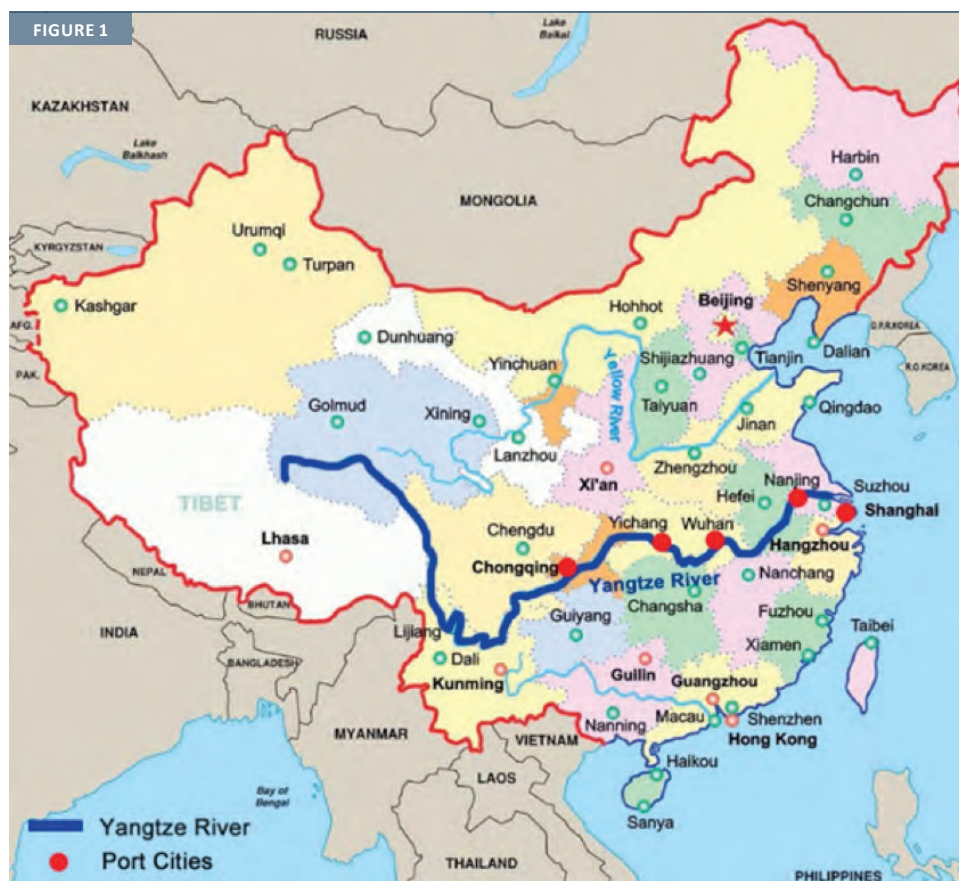 FIGURE 1
RUSSIA
Lake
Baikal
KAZAKHSTAN
Lake
Balkhash
MONGOLIA
Harbin
Changchun
Urumqi
Turpan
KYRGYZSTAN
Kashgar
Shenyang
Hohhot
Beijing
AFG.
Dunhuang
D.P.R.KOREA
Yinchuan
Shijiazhuang
Tianjin
Dalian
PAK.
R.O.KOREA
Golmud
Xining
Yellow River
Taiyuan
Jinan
Qingdao
Lanzhou
Zhengzhou
TIBET
Xi'an
Nanjing
Hefei
Suzhou
Shanghai
Lhasa
Chengdu
Yichang
Wuhan
Hangzhou
Chongqing
Yangtze River
Nanchang
NEPAL
Changsha
BHUTAN
Guiyang
Fuzhou
INDIA
Lijiang
Taibei
BANGLADESH
Dali
Xiamen
Kunming
Guilin
Guangzhou
MYANMAR
Nanning
Macau
Shenzhen
VIETNAM
Hong Kong
LAOS
Haikou
Bay of
Bengal
Sanya
Yangtze River
Port Cities
THAILAND
PHILIPPINES